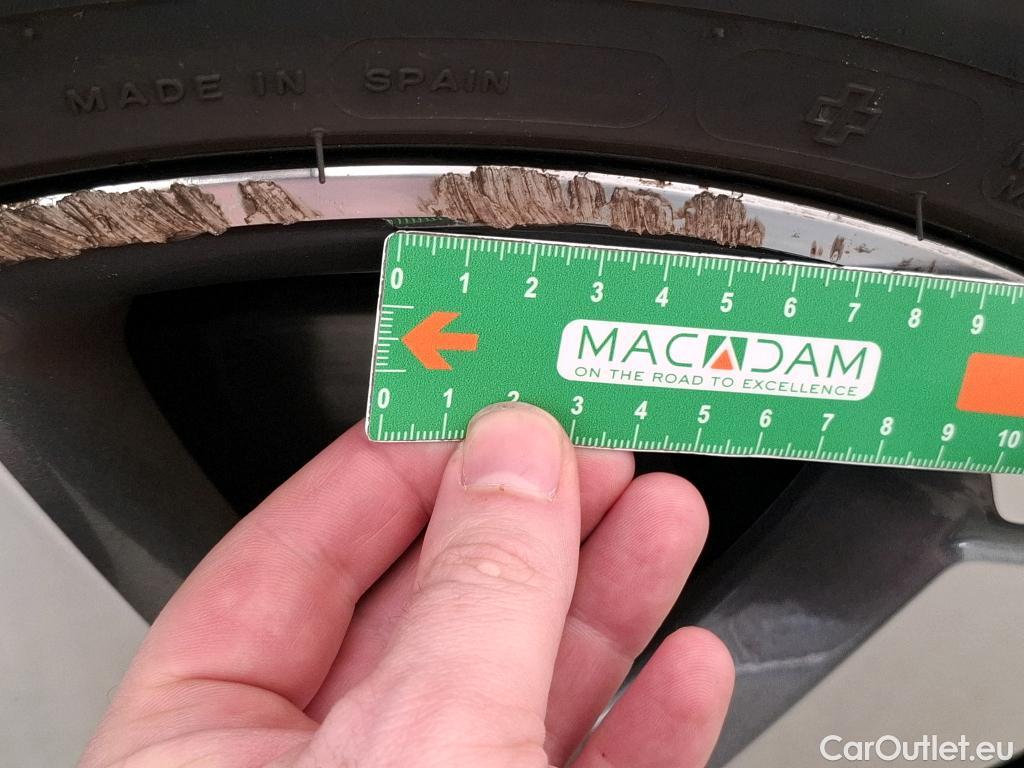 MADE IN SPAIN
0 1 2 3 4 5 6 7 8 9
MACADAM
ON THE ROAD TO EXCELLENCE
0 1 2 3 4 5 6 7 8 9 10
CarOutlet.eu